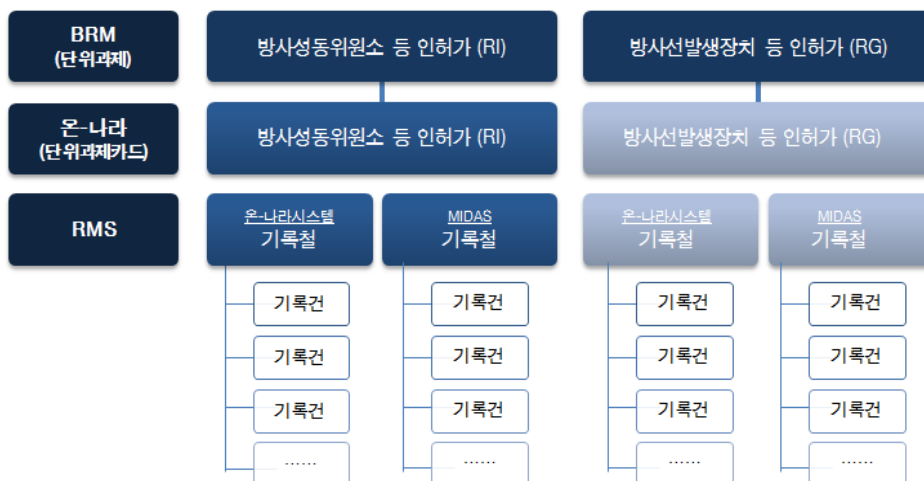 BRM
(단위과제)
방사성동위원소 등 인허가 (RI)
방사선발생장치 등 인허가 (RG)
온-나라
(단위과제카드)
방사성동위원소 등 인허가 (RI)
방사선발생장치 등 인허가 (RG)
RMS
온-나라시스템
기록철
MIDAS
기록철
온-나라시스템
기록철
MIDAS
기록철
기록건
기록건
기록건
기록건
기록건
기록건
기록건
기록건
기록건
기록건
기록건
기록건
……
……
……
……